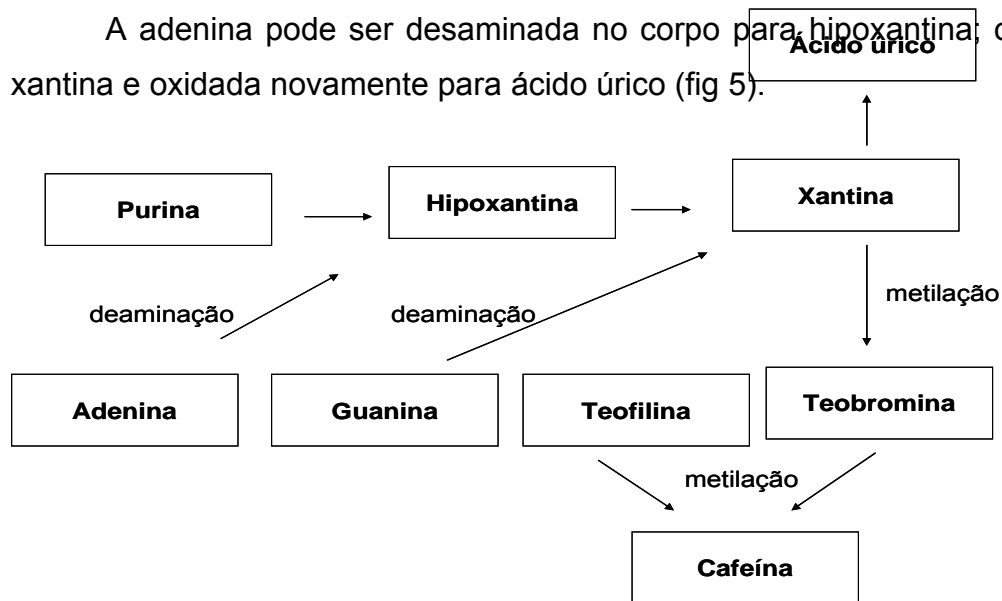 A adenina pode ser desaminada no corpo para hipoxantina;
Ácido úrico
xantina e oxidada novamente para ácido úrico (fig 5).
Purina
Hipoxantina
Xantina
deaminação
deaminação
metilação
Adenina
Guanina
Teofilina
Teobromina
metilação
Cafeína